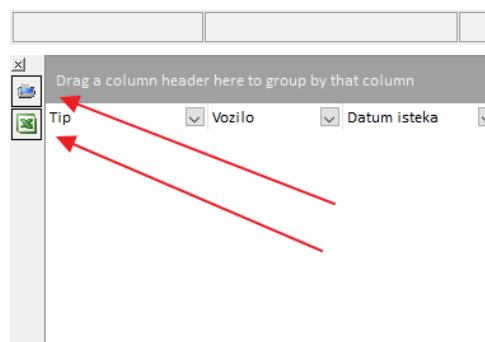 Drag a column header here to group by that column
Tip Vozilo Datum isteka